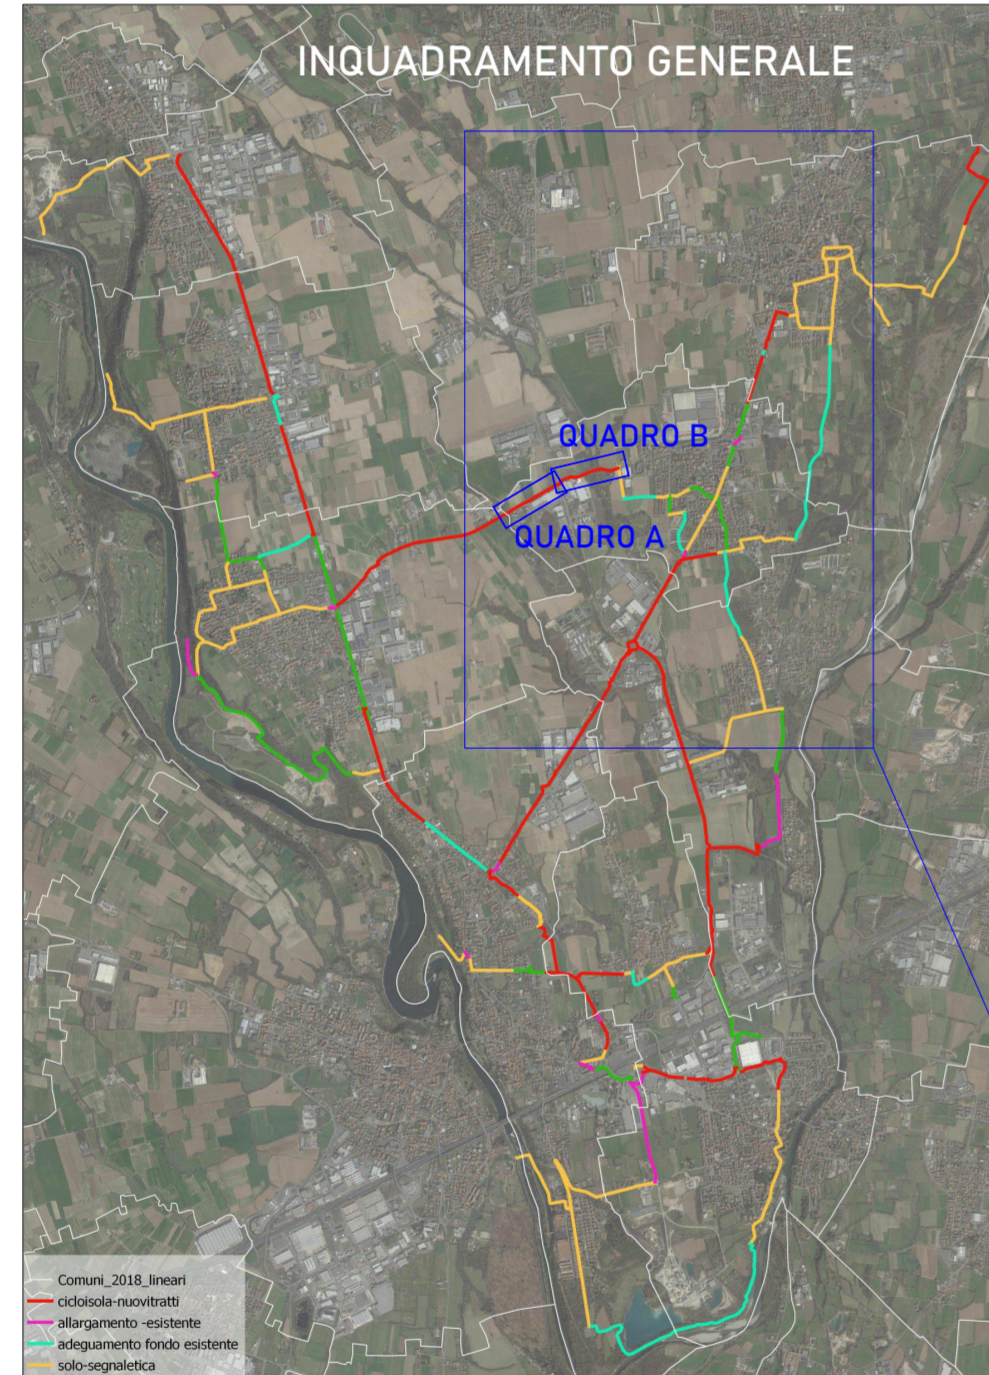 INQUADRAMENTO GENERALE
QUADRO B
QUADRO A
Comuni_2018_lineari
cicloisola-nuovitratti
allargamento -esistente
adeguamento fondo esistente
solo-segnaletica